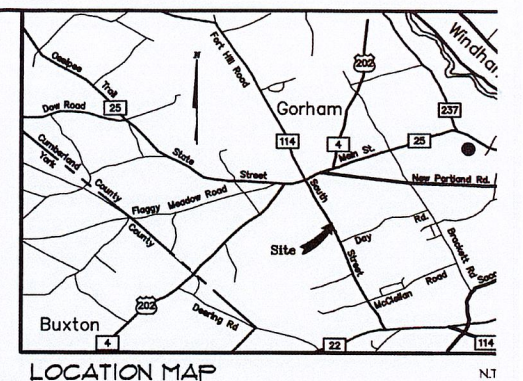 Windham
Ossipee Trail
25
Dow Road
Fort Hill Road
N
202
237
Gorham
114
4
Main St.
25
Cumberland County
York County
State Street
New Portland Rd.
Flaggy Meadow Road
South Street
Site
Day Rd.
Brackett Rd
McClellan Road
202
Deering Rd
Buxton
4
22
114
LOCATION MAP
N.T